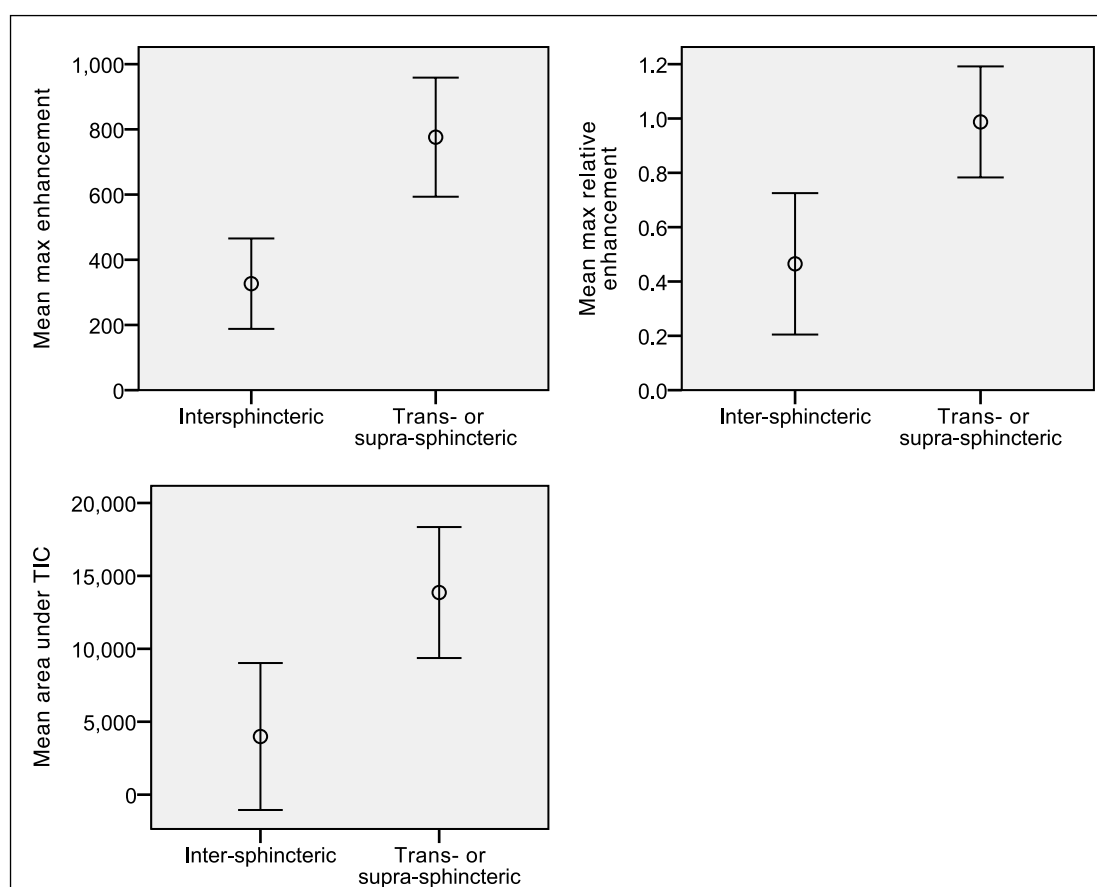 Mean max enhancement
1,000
800
600
400
200
0
Intersphincteric
Trans- or
supra-sphincteric
Mean max relative
enhancement
1.2
1.0
0.8
0.6
0.4
0.2
0.0
Inter-sphincteric
Trans- or
supra-sphincteric
Mean area under TIC
20,000
15,000
10,000
5,000
0
Inter-sphincteric
Trans- or
supra-sphincteric